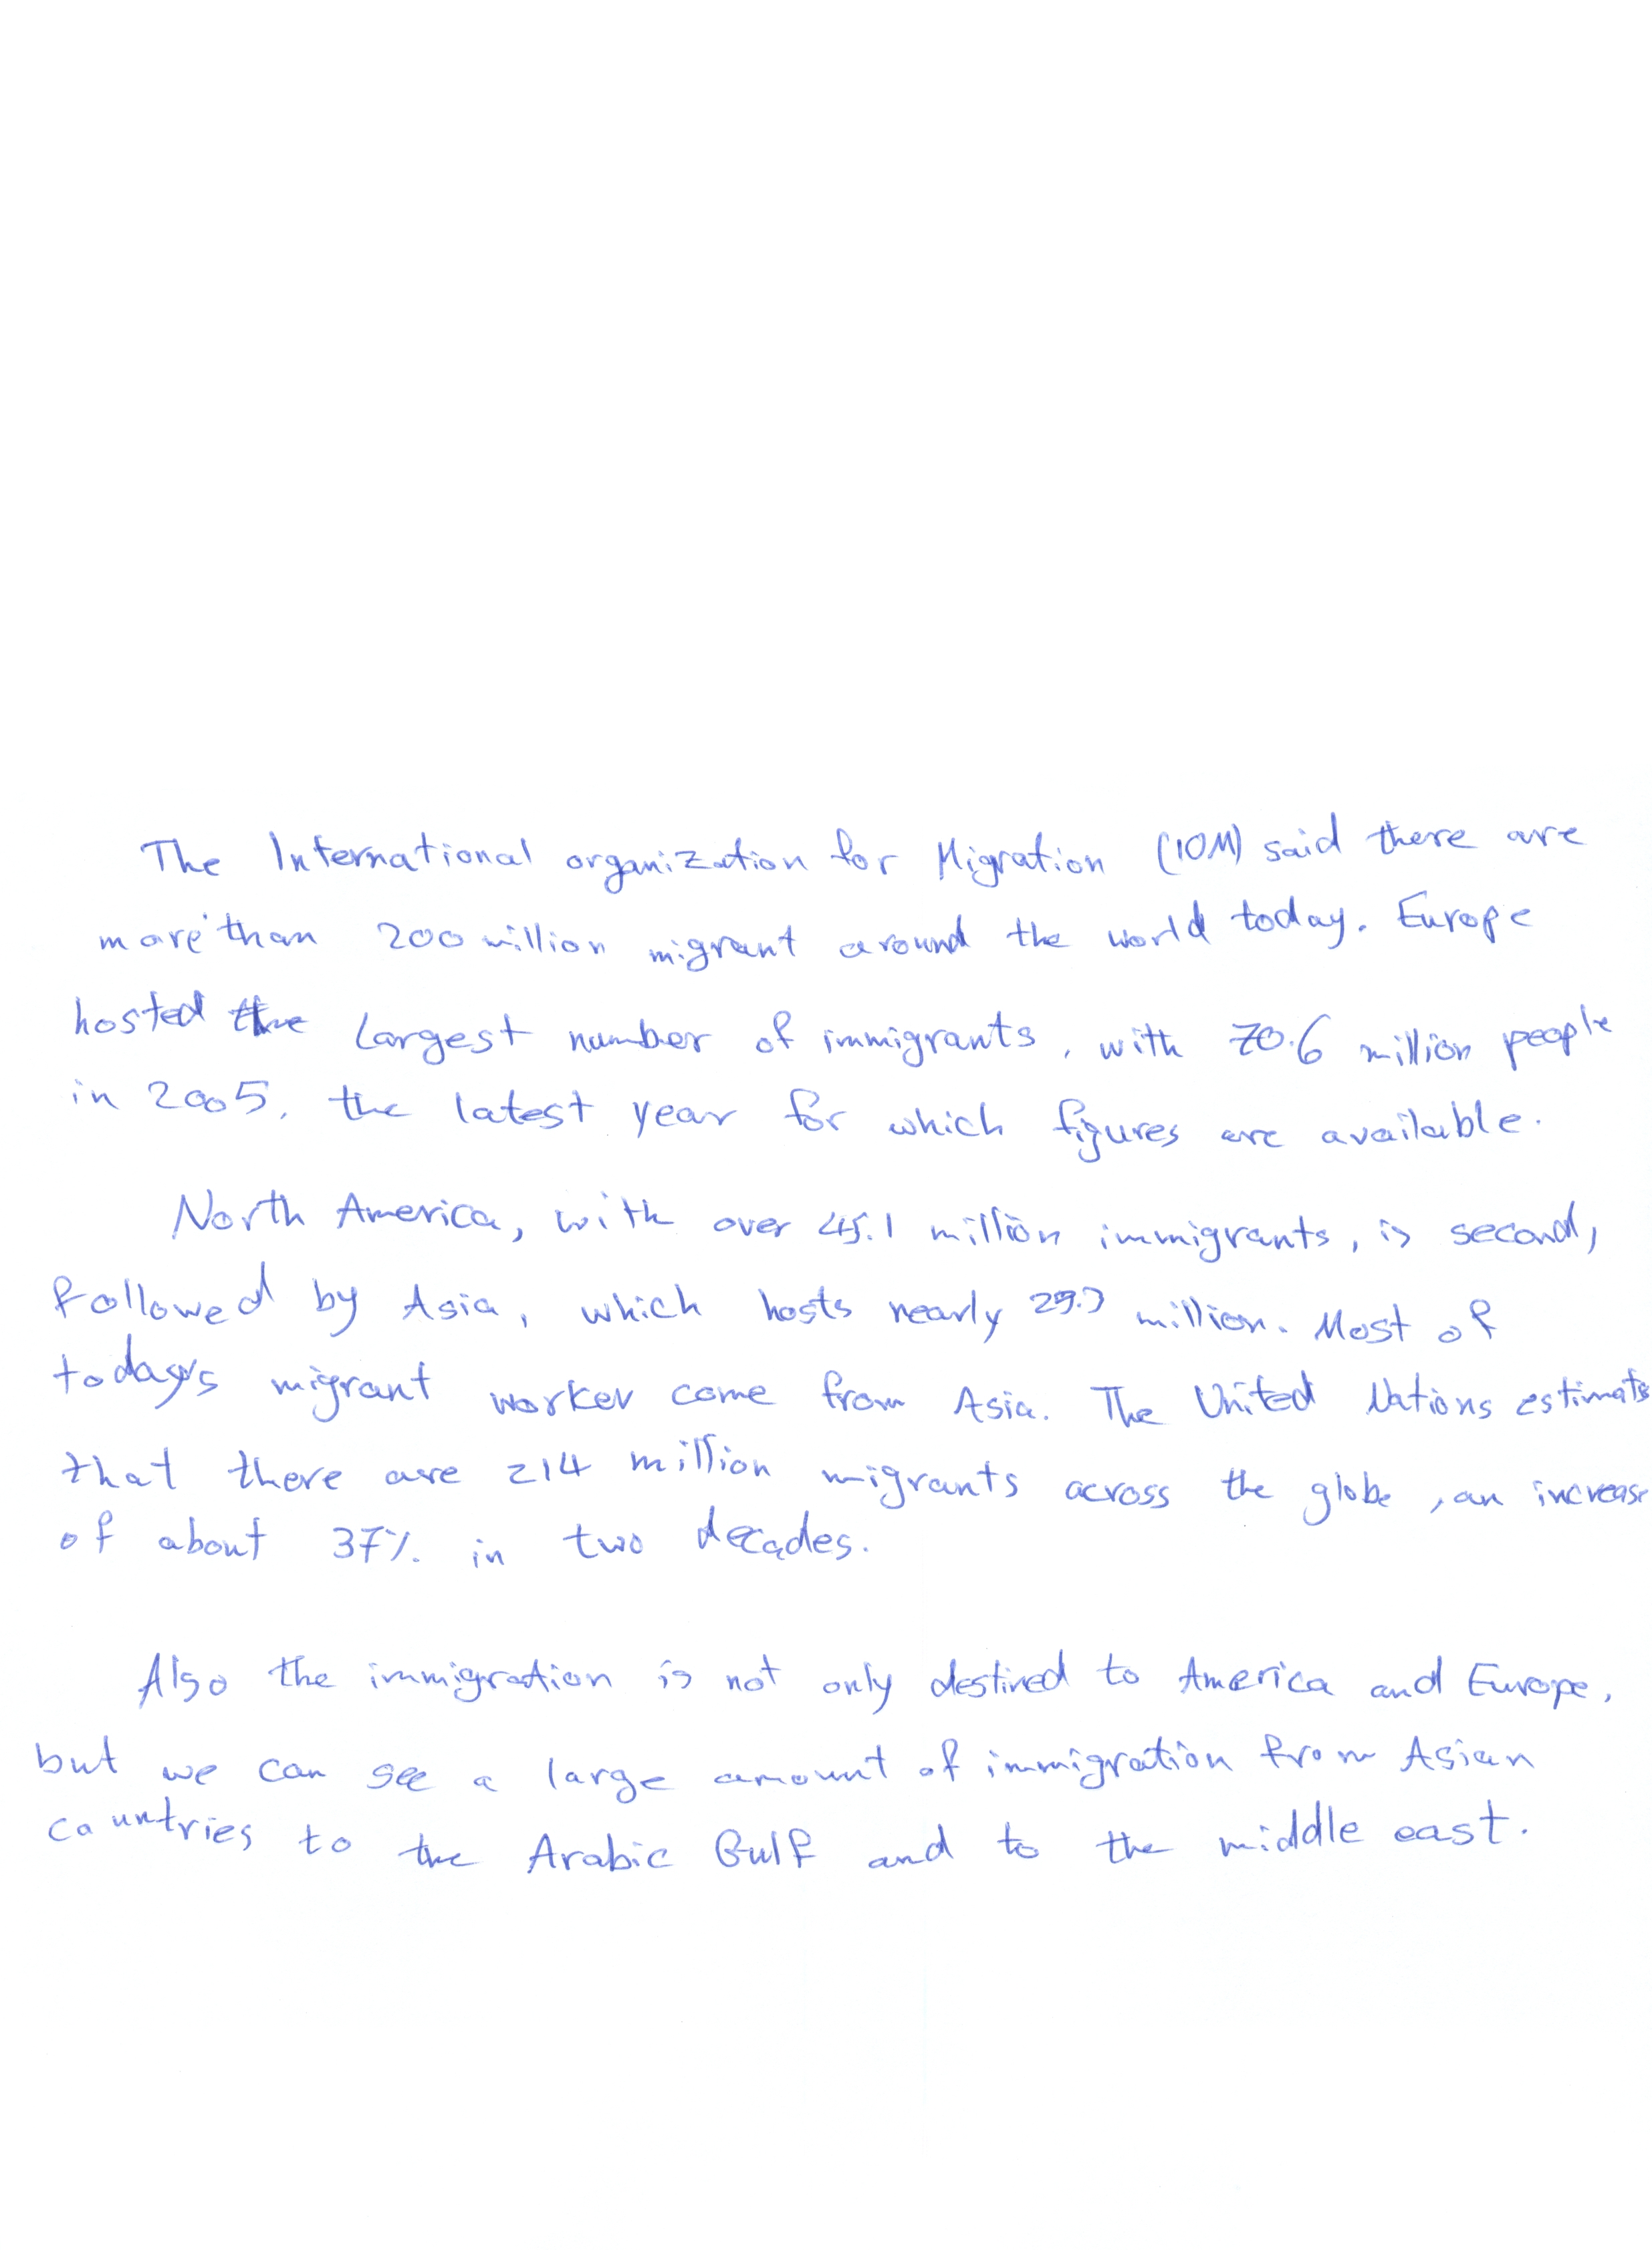 The International organization for Migration (IOM) said there are
more than 200 million migrant around the world today. Europe
hosted the largest number of immigrants, with 70.6 million people
in 2005, the latest year for which figures are available.
North America, with over 45.1 million immigrants, is second,
followed by Asia, which hosts nearly million. Most of
today's migrant worker come from Asia. The United Nations estimats
that there are 214 million migrants across the globe, an increase
of about 37% in two decades.
Also the immigration is not only destined to America and Europe,
but we can see a large amount of immigration from Asian
countries to the Arabic Gulf and to the middle east.